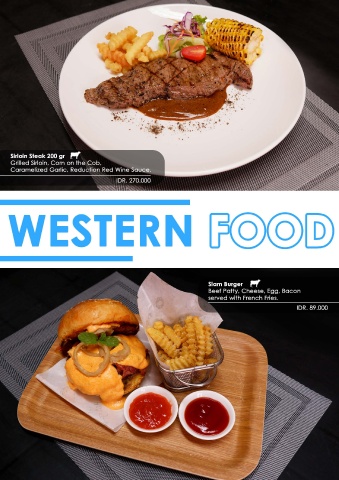 Sirloin Steak 200 gr
Grilled Sirloin, Corn on the Cob,
Caramelized Garlic, Reduction Red Wine Sauce.
IDR. 270.000
WESTERN FOOD
Slam Burger
Beef Patty, Cheese, Egg, Bacon
served with French Fries.
IDR. 89.000